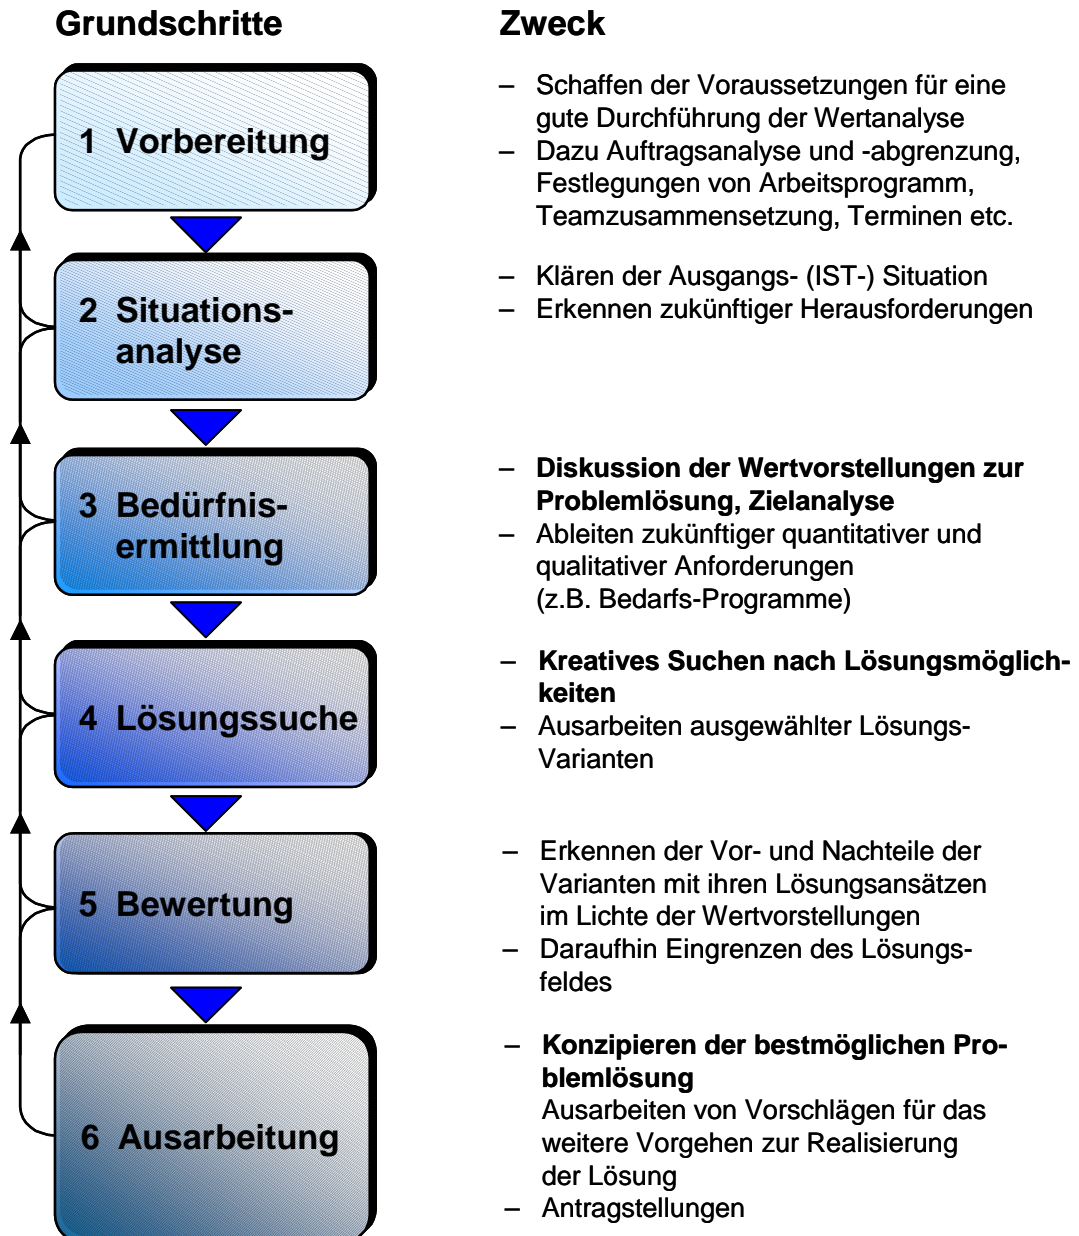 Grundschritte
Zweck
1 Vorbereitung
– Schaffen der Voraussetzungen für eine
gute Durchführung der Wertanalyse
– Dazu Auftragsanalyse und -abgrenzung,
Festlegungen von Arbeitsprogramm,
Teamzusammensetzung, Terminen etc.
2 Situations-
analyse
– Klären der Ausgangs- (IST-) Situation
– Erkennen zukünftiger Herausforderungen
3 Bedürfnis-
ermittlung
– Diskussion der Wertvorstellungen zur
Problemlösung, Zielanalyse
– Ableiten zukünftiger quantitativer und
qualitativer Anforderungen
(z.B. Bedarfs-Programme)
4 Lösungssuche
– Kreatives Suchen nach Lösungsmöglich-
keiten
– Ausarbeiten ausgewählter Lösungs-
Varianten
5 Bewertung
– Erkennen der Vor- und Nachteile der
Varianten mit ihren Lösungsansätzen
im Lichte der Wertvorstellungen
– Daraufhin Eingrenzen des Lösungs-
feldes
6 Ausarbeitung
– Konzipieren der bestmöglichen Pro-
blemlösung
Ausarbeiten von Vorschlägen für das
weitere Vorgehen zur Realisierung
der Lösung
– Antragstellungen